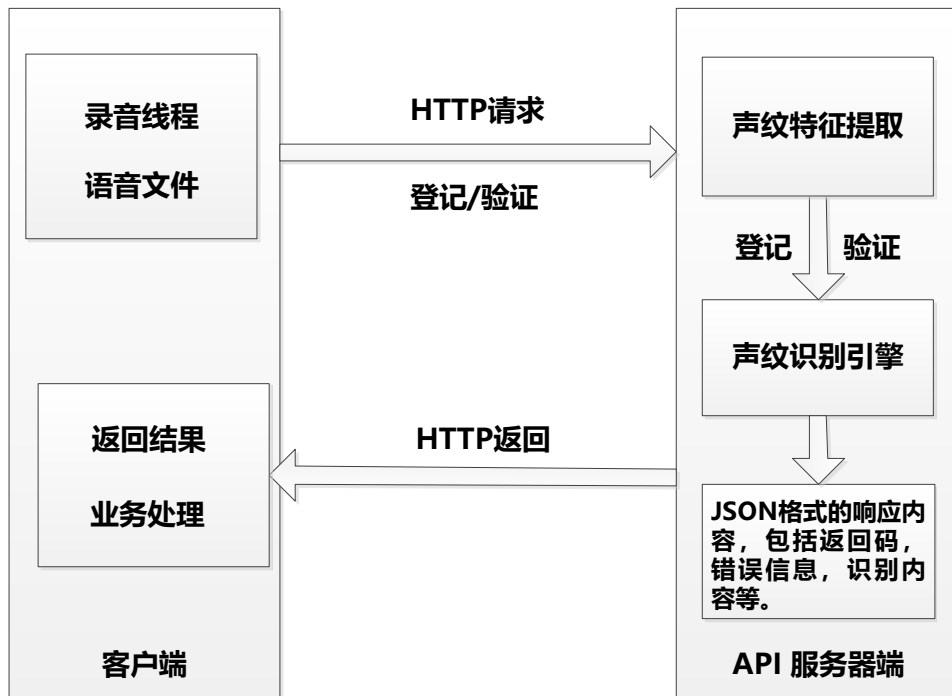 录音线程
语音文件
HTTP请求
登记/验证
声纹特征提取
登记 验证
声纹识别引擎
返回结果
业务处理
HTTP返回
JSON格式的响应内
容，包括返回码，
错误信息，识别内
容等。
客户端
API 服务器端